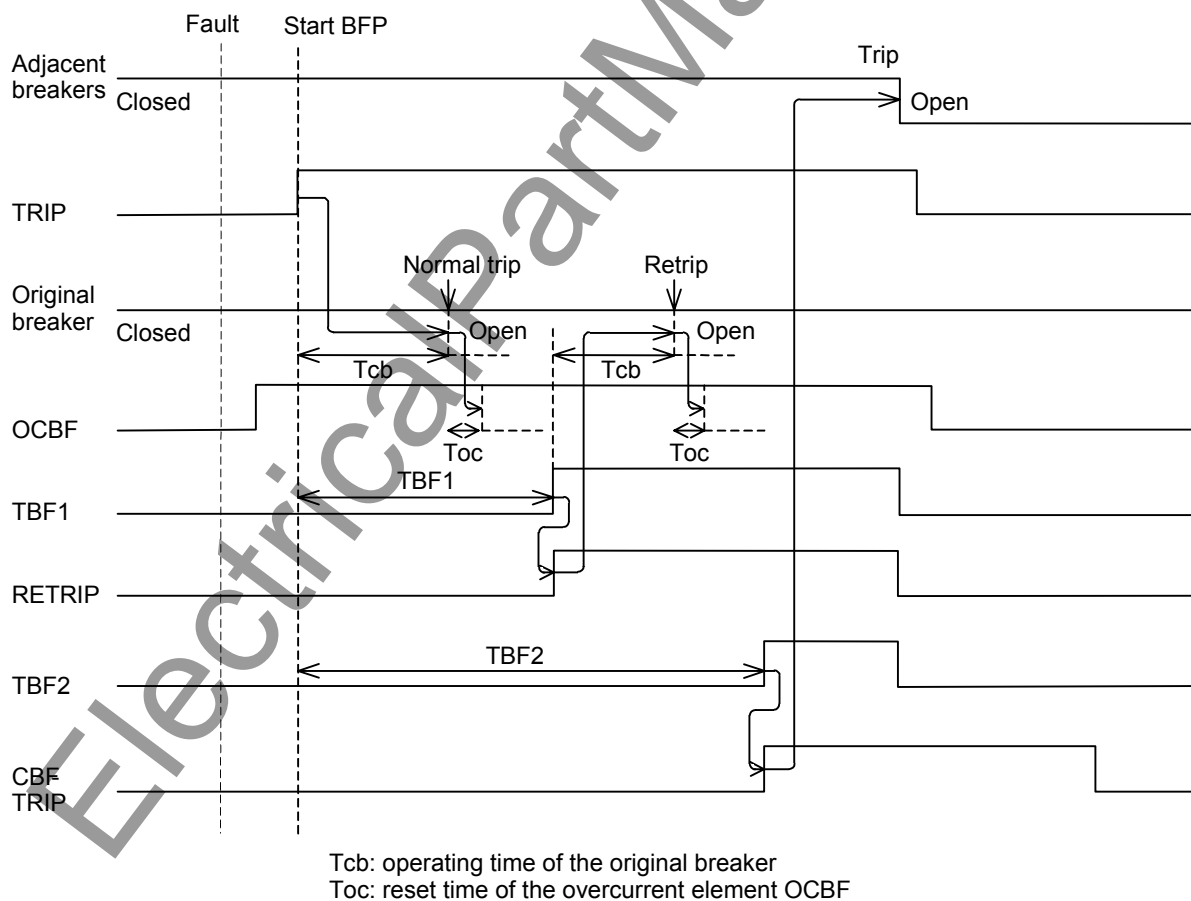 Fault
Start BFP
Adjacent
breakers
Closed
Trip
Open
TRIP
Normal trip
Retrip
Original
breaker
Closed
Open
Open
Tcb
Tcb
OCBF
Toc
Toc
TBF1
TBF1
RETRIP
TBF2
TBF2
CBF
TRIP
Tcb: operating time of the original breaker
Toc: reset time of the overcurrent element OCBF
ElectricalPartMa